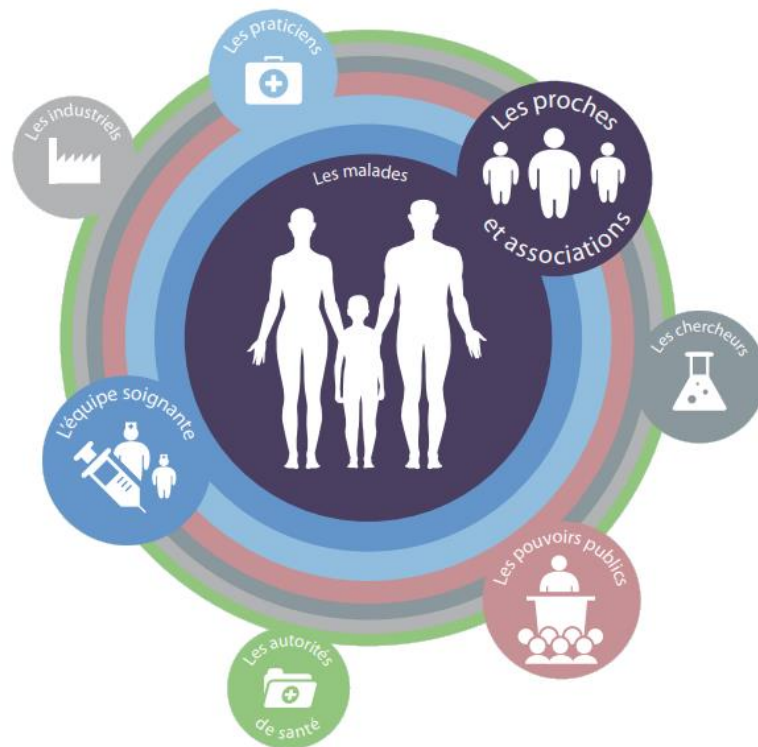 Les praticiens
Les industriels
Les proches
et associations
Les malades
Les chercheurs
L'équipe soignante
Les pouvoirs publics
Les autorités
de santé